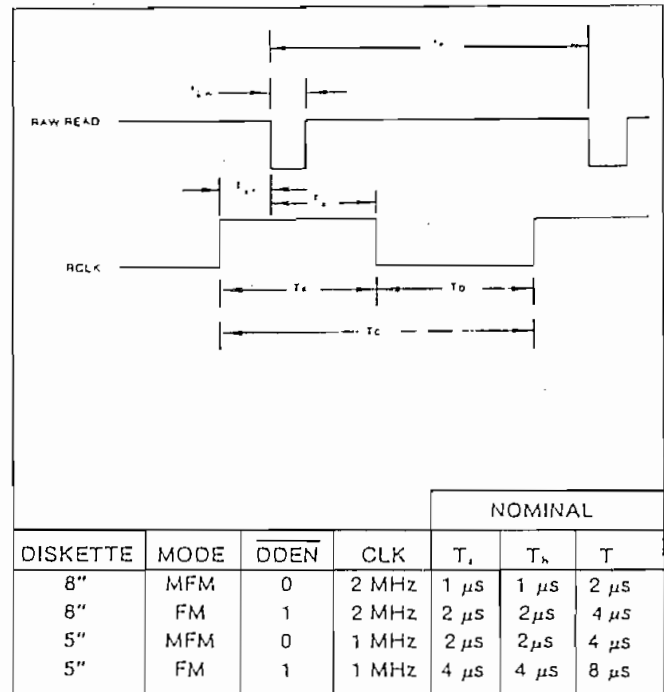 RAW READ
RCLK
Tc
NOMINAL
DISKETTE MODE DDEN CLK T T
8" MFM 0 2 MHz 1 μs 1 μs 2 μs
8" FM 1 2 MHz 2 μs 2μs 4 μs
5" MFM 0 1 MHz 2 μs 2μs 4 μs
5" FM 1 1 MHz 4 μs 4 μs 8 μs